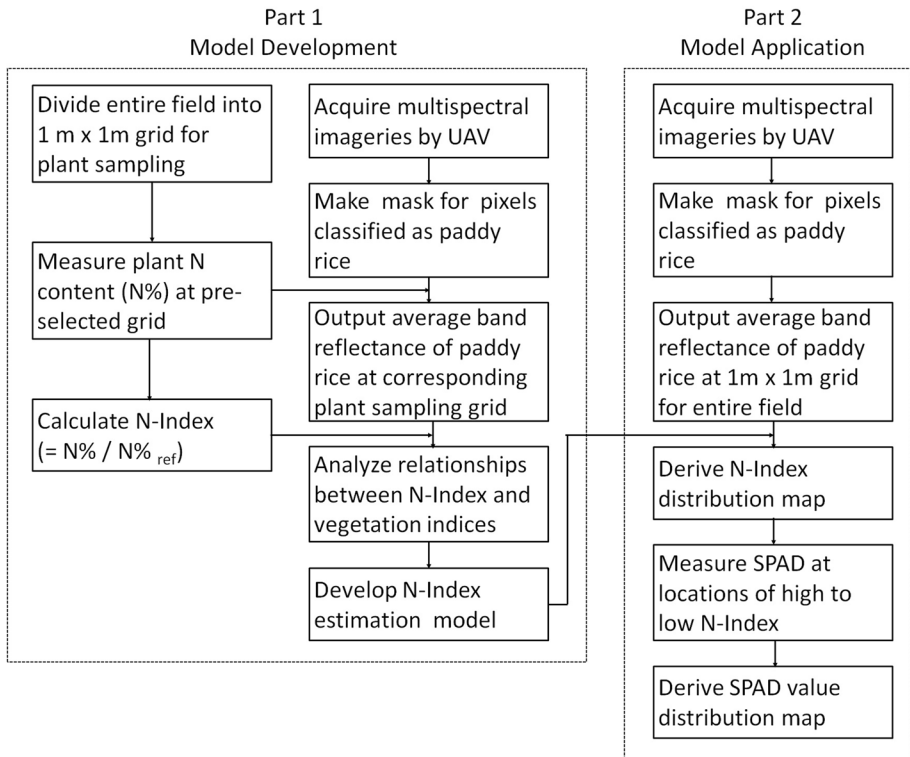 Part 1
Model Development
Divide entire field into
1 m x 1m grid for
plant sampling
Measure plant N
content (N%) at pre-
selected grid
Calculate N-Index
(= N% / N% ref)
Acquire multispectral
imageries by UAV
Make mask for pixels
classified as paddy
rice
Output average band
reflectance of paddy
rice at corresponding
plant sampling grid
Analyze relationships
between N-Index and
vegetation indices
Develop N-Index
estimation model
Part 2
Model Application
Acquire multispectral
imageries by UAV
Make mask for pixels
classified as paddy
rice
Output average band
reflectance of paddy
rice at 1m x 1m grid
for entire field
Derive N-Index
distribution map
Measure SPAD at
locations of high to
low N-Index
Derive SPAD value
distribution map